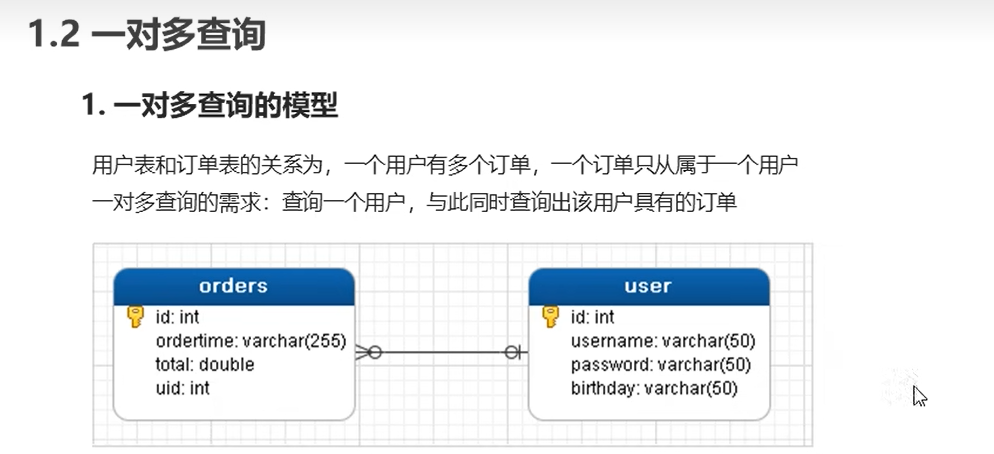 1.2 一对多查询
1. 一对多查询的模型
用户表和订单表的关系为，一个用户有多个订单，一个订单只从属于一个用户
一对多查询的需求：查询一个用户，与此同时查询出该用户具有的订单
orders
id: int
ordertime: varchar(255)
total: double
uid: int
user
id: int
username: varchar(50)
password: varchar(50)
birthday: varchar(50)